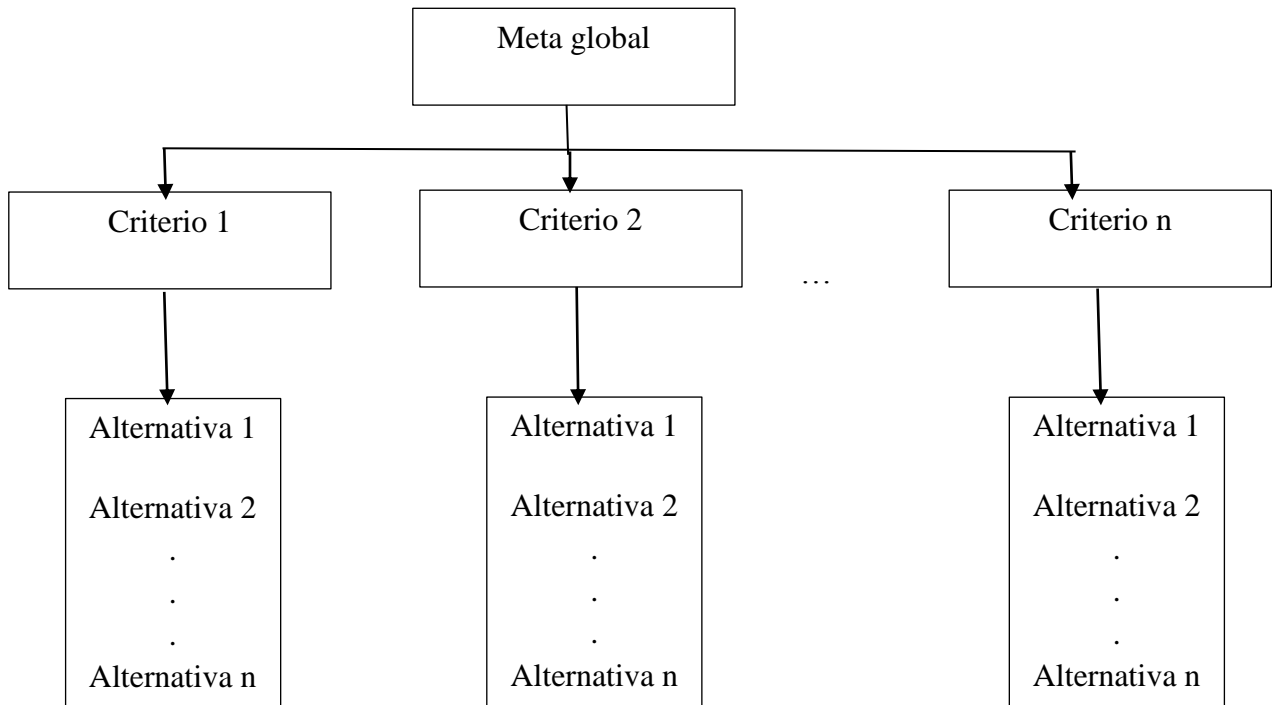 Meta global
Criterio 1
Criterio 2
…
Criterio n
Alternativa 1
Alternativa 2
.
.
.
Alternativa n
Alternativa 1
Alternativa 2
.
.
.
Alternativa n
Alternativa 1
Alternativa 2
.
.
.
Alternativa n